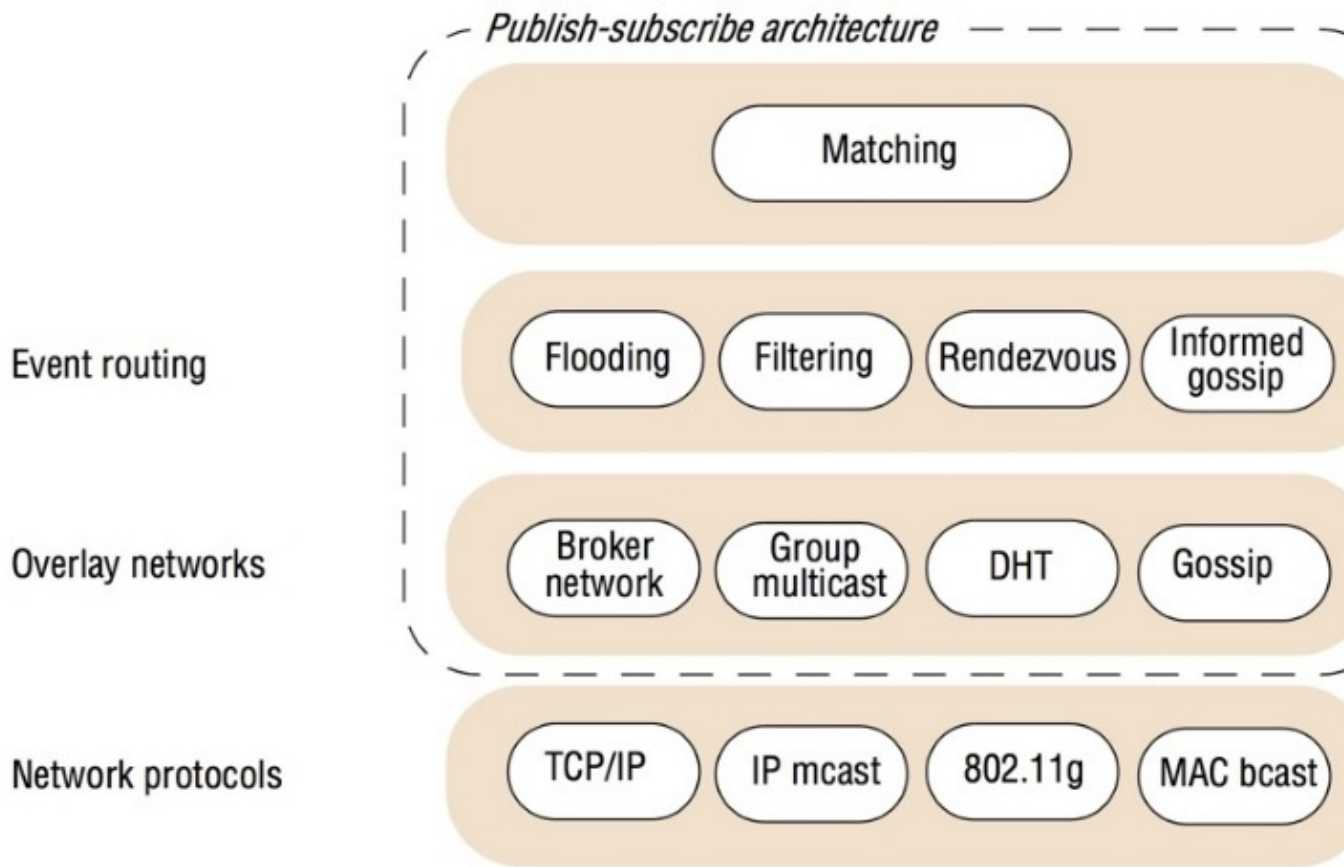 Publish-subscribe architecture
Matching
Event routing
Flooding
Filtering
Rendezvous
Informed
gossip
Overlay networks
Broker
network
Group
multicast
DHT
Gossip
Network protocols
TCP/IP
IP mcast
802.11g
MAC bcast